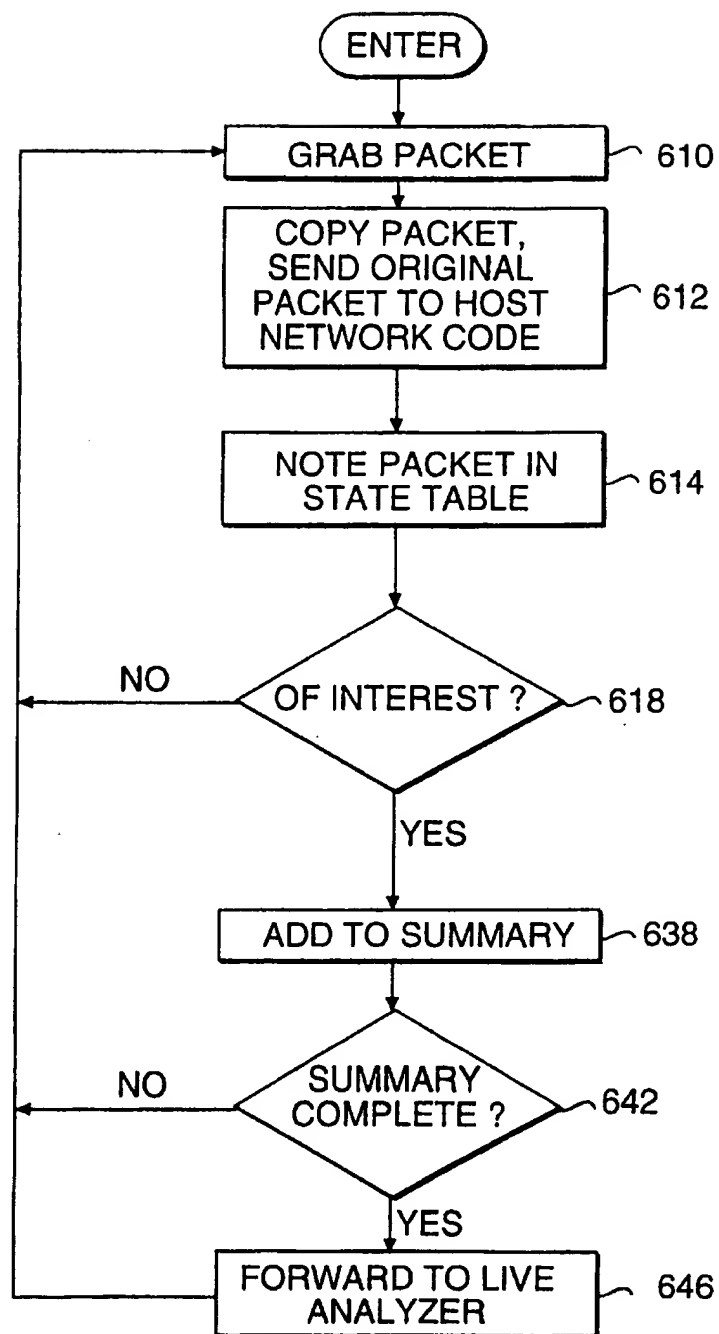 ENTER
GRAB PACKET
610
COPY PACKET,
SEND ORIGINAL
PACKET TO HOST
NETWORK CODE
612
NOTE PACKET IN
STATE TABLE
614
NO
OF INTEREST ?
618
YES
ADD TO SUMMARY
638
NO
SUMMARY
COMPLETE ?
642
YES
FORWARD TO LIVE
ANALYZER
646